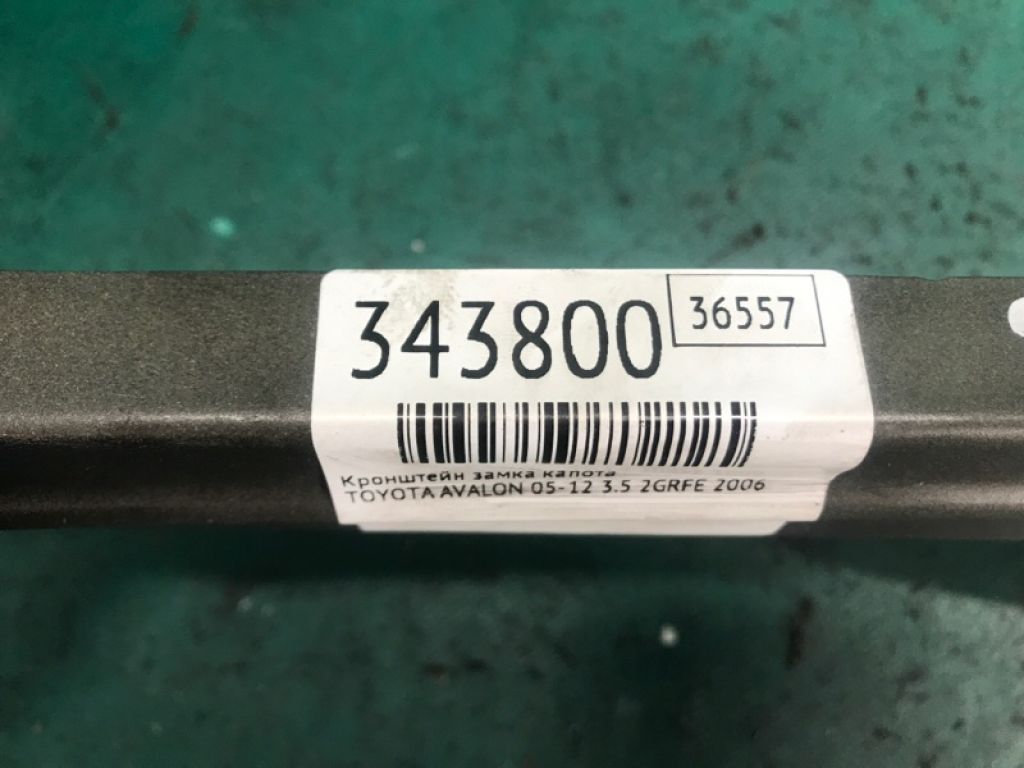 343800
36557
Кронштейн замка капота
TOYOTA AVALON 05-12 3.5 2GRFE 2006